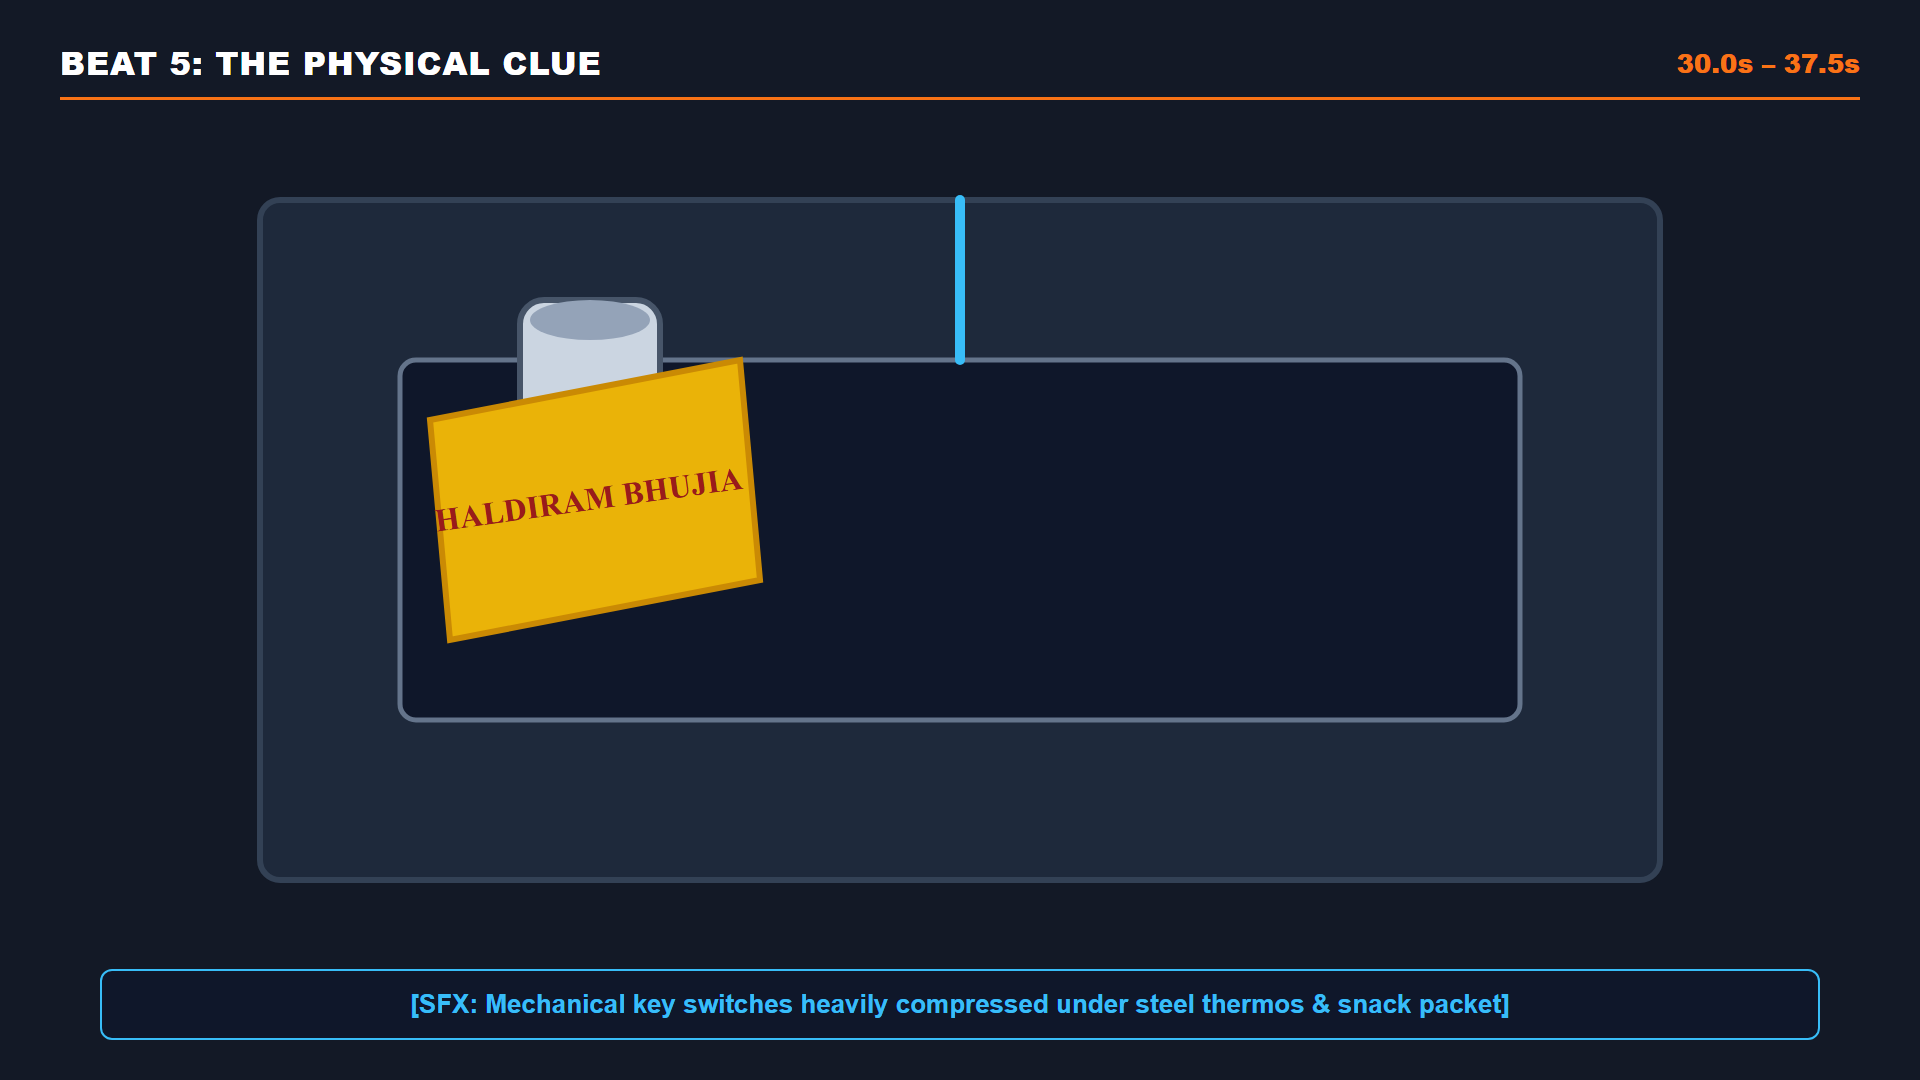 BEAT 5: THE PHYSICAL CLUE
30.0s – 37.5s
HALDIRAM BHUJIA
[SFX: Mechanical key switches heavily compressed under steel thermos & snack packet]